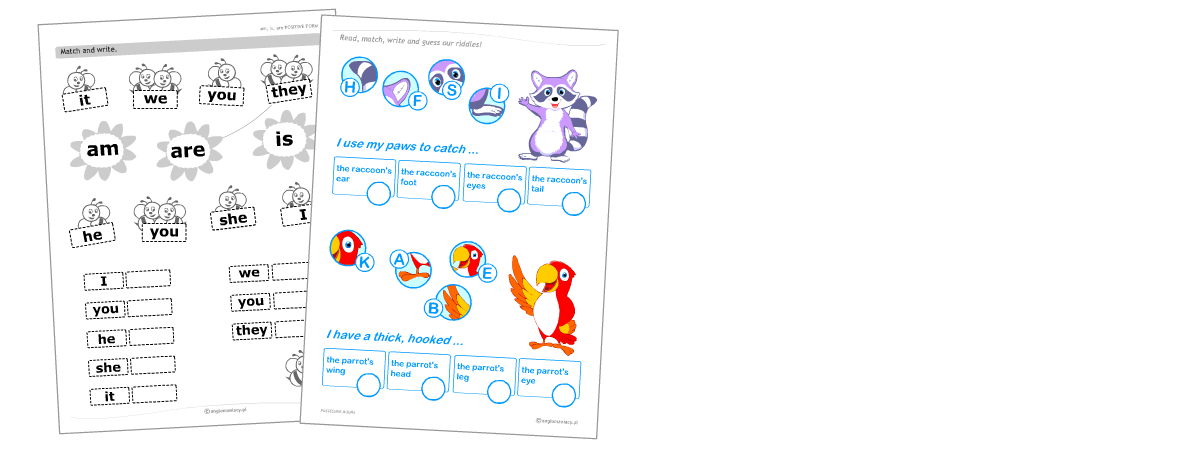 am, is, are POSITIVE FORM
Match and write.
it
we
you
they
am
are
is
he
you
she
I
I
we
you
you
he
they
she
it
©anglomaniacy.pl
Read, match, write and guess our riddles!
H
F
S
I
I use my paws to catch ...
the raccoon's
ear
the raccoon's
foot
the raccoon's
eyes
the raccoon's
tail
K
A
E
B
I have a thick, hooked ...
the parrot's
wing
the parrot's
head
the parrot's
leg
the parrot's
eye
POSSESSIVE NOUNS
©anglomaniacy.pl